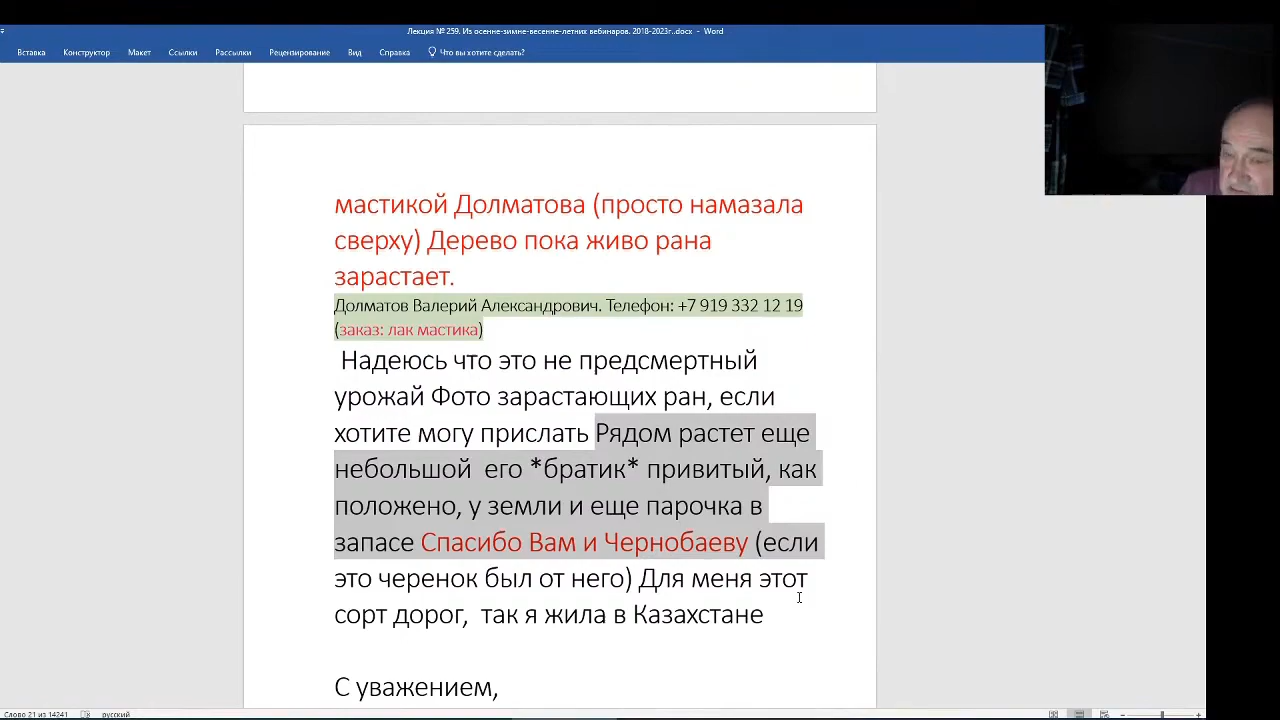 Лекция № 259. Из осенне-зимне-весенне-летних вебинаров. 2018-2023г..docx - Word
Вставка Конструктор Макет Ссылки Рассылки Рецензирование Вид Справка Что вы хотите сделать?
мастикой Долматова (просто намазала
сверху) Дерево пока живо рана
зарастает.
Долматов Валерий Александрович. Телефон: +7 919 332 12 19
(заказ: лак мастика)
Надеюсь что это не предсмертный
урожай Фото зарастающих ран, если
хотите могу прислать Рядом растет еще
небольшой его *братик* привитый, как
положено, у земли и еще парочка в
запасе Спасибо Вам и Чернобаеву (если
это черенок был от него) Для меня этот
сорт дорог, так я жила в Казахстане
С уважением,
Слово 21 из 14241 русский